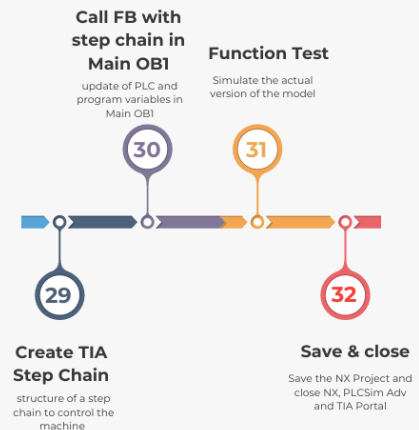 Call FB with
step chain in
Main OB1
update of PLC and
program variables in
Main OB1
30
Function Test
Simulate the actual
version of the model
31
29
Create TIA
Step Chain
structure of a step
chain to control the
machine
32
Save & close
Save the NX Project and
close NX, PLCSim Adv
and TIA Portal